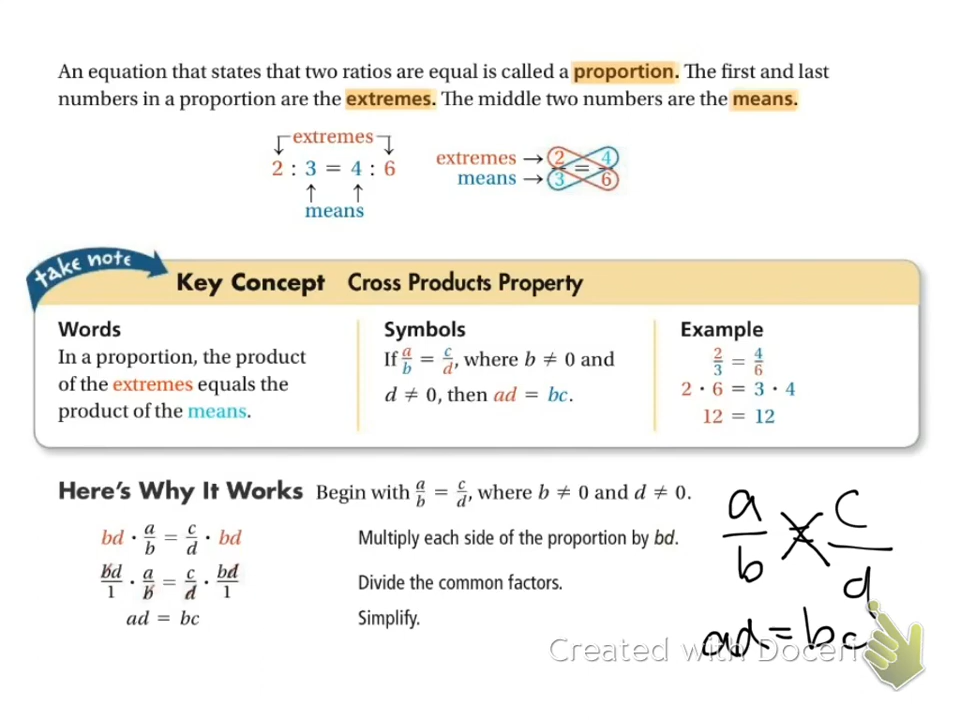 An equation that states that two ratios are equal is called a proportion. The first and last
numbers in a proportion are the extremes. The middle two numbers are the means.
extremes
2 : 3 = 4 : 6
means
extremes → 2/3 = 4/6
means →
take note
Key Concept Cross Products Property
Words
In a proportion, the product
of the extremes equals the
product of the means.
Symbols
If a/b = c/d, where b ≠ 0 and
d ≠ 0, then ad = bc.
Example
2/3 = 4/6
2 · 6 = 3 · 4
12 = 12
Here's Why It Works Begin with a/b = c/d, where b ≠ 0 and d ≠ 0.
bd · a/b = c/d · bd Multiply each side of the proportion by bd.
bd/1 · a/b = c/d · bd/1 Divide the common factors.
ad = bc Simplify.
a/b = c/d
ad = bc
Created with Doceri